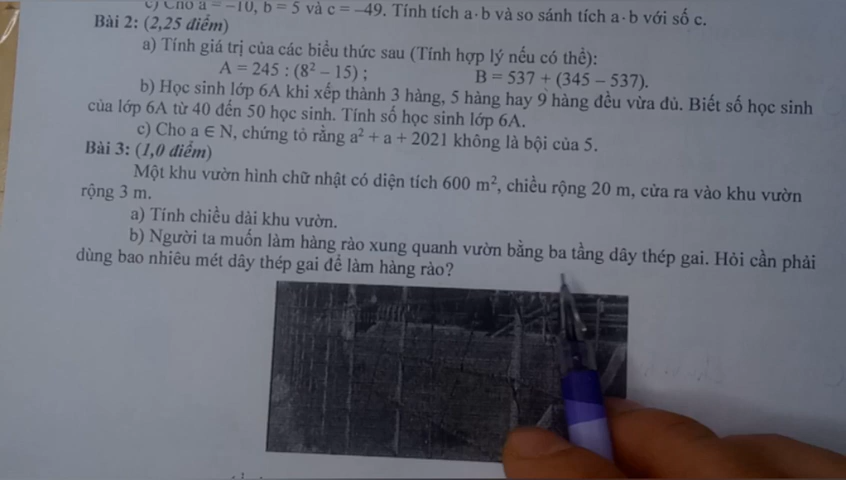 c) Cho a = –10, b = 5 và c = –49. Tính tích a·b và so sánh tích a·b với số c.
Bài 2: (2,25 điểm)
a) Tính giá trị của các biểu thức sau (Tính hợp lý nếu có thể):
A = 245 : (8² – 15) ; B = 537 + (345 – 537).
b) Học sinh lớp 6A khi xếp thành 3 hàng, 5 hàng hay 9 hàng đều vừa đủ. Biết số học sinh
của lớp 6A từ 40 đến 50 học sinh. Tính số học sinh lớp 6A.
c) Cho a ∈ N, chứng tỏ rằng a² + a + 2021 không là bội của 5.
Bài 3: (1,0 điểm)
Một khu vườn hình chữ nhật có diện tích 600 m², chiều rộng 20 m, cửa ra vào khu vườn
rộng 3 m.
a) Tính chiều dài khu vườn.
b) Người ta muốn làm hàng rào xung quanh vườn bằng ba tầng dây thép gai. Hỏi cần phải
dùng bao nhiêu mét dây thép gai để làm hàng rào?